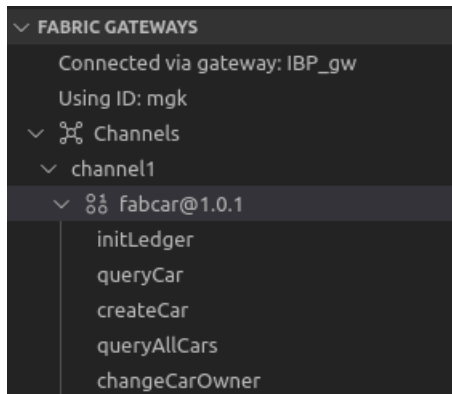 FABRIC GATEWAYS
Connected via gateway: IBP_gw
Using ID: mgk
Channels
channel1
fabcar@1.0.1
initLedger
queryCar
createCar
queryAllCars
changeCarOwner